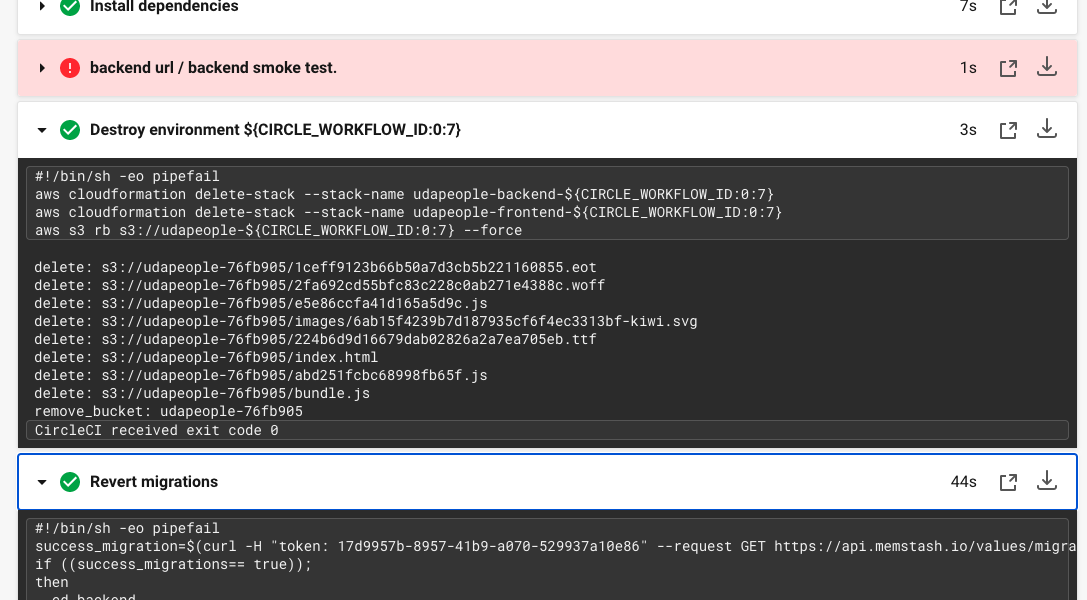 Install dependencies 7s
backend url / backend smoke test. 1s
Destroy environment ${CIRCLE_WORKFLOW_ID:0:7} 3s
#!/bin/sh -eo pipefail
aws cloudformation delete-stack --stack-name udapeople-backend-${CIRCLE_WORKFLOW_ID:0:7}
aws cloudformation delete-stack --stack-name udapeople-frontend-${CIRCLE_WORKFLOW_ID:0:7}
aws s3 rb s3://udapeople-${CIRCLE_WORKFLOW_ID:0:7} --force
delete: s3://udapeople-76fb905/1ceff9123b66b50a7d3cb5b221160855.eot
delete: s3://udapeople-76fb905/2fa692cd55bfc83c228c0ab271e4388c.woff
delete: s3://udapeople-76fb905/e5e86ccfa41d165a5d9c.js
delete: s3://udapeople-76fb905/images/6ab15f4239b7d187935cf6f4ec3313bf-kiwi.svg
delete: s3://udapeople-76fb905/224b6d9d16679dab02826a2a7ea705eb.ttf
delete: s3://udapeople-76fb905/index.html
delete: s3://udapeople-76fb905/abd251fcbc68998fb65f.js
delete: s3://udapeople-76fb905/bundle.js
remove_bucket: udapeople-76fb905
CircleCI received exit code 0
Revert migrations 44s
#!/bin/sh -eo pipefail
success_migration=$(curl -H "token: 17d9957b-8957-41b9-a070-529937a10e86" --request GET https://api.memstash.io/values/migra
if ((success_migrations== true));
then
cd backend